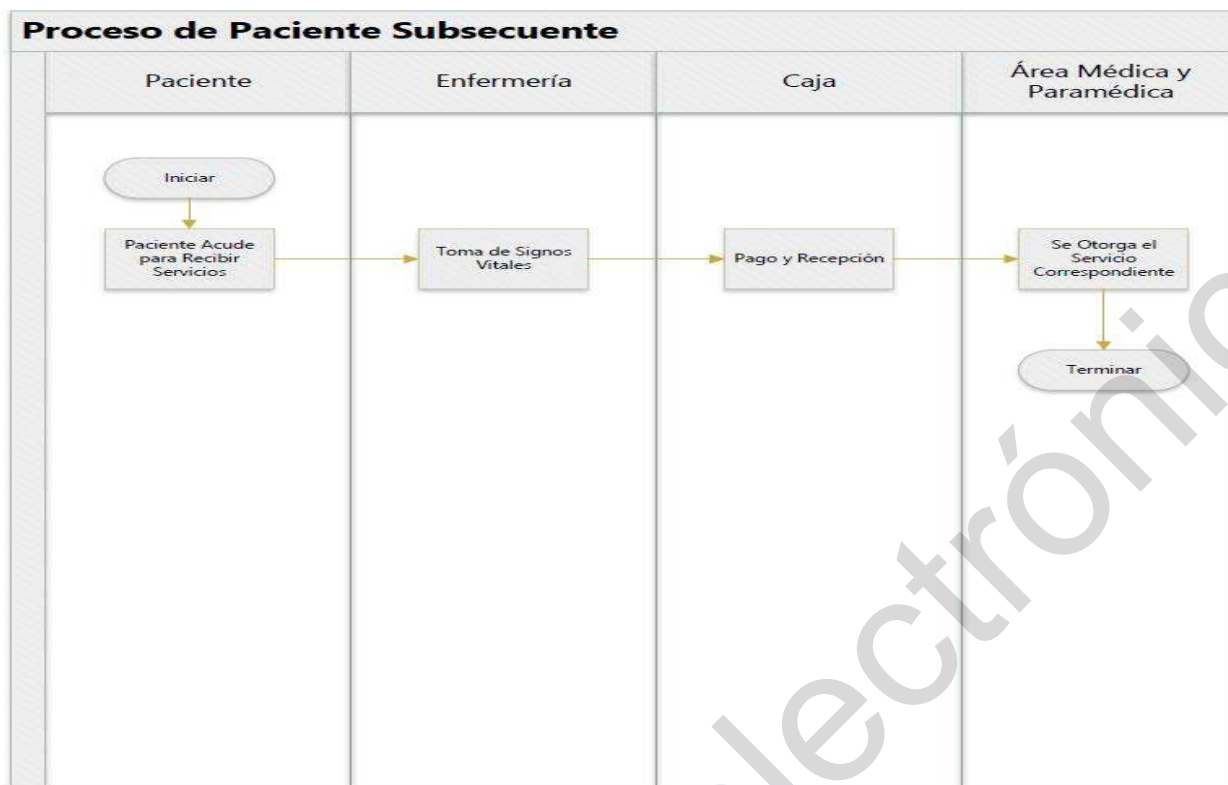 Proceso de Paciente Subsecuente
Paciente
Enfermería
Caja
Área Médica y
Paramédica
Iniciar
Paciente Acude
para Recibir
Servicios
Toma de Signos
Vitales
Pago y Recepción
Se Otorga el
Servicio
Correspondiente
Terminar